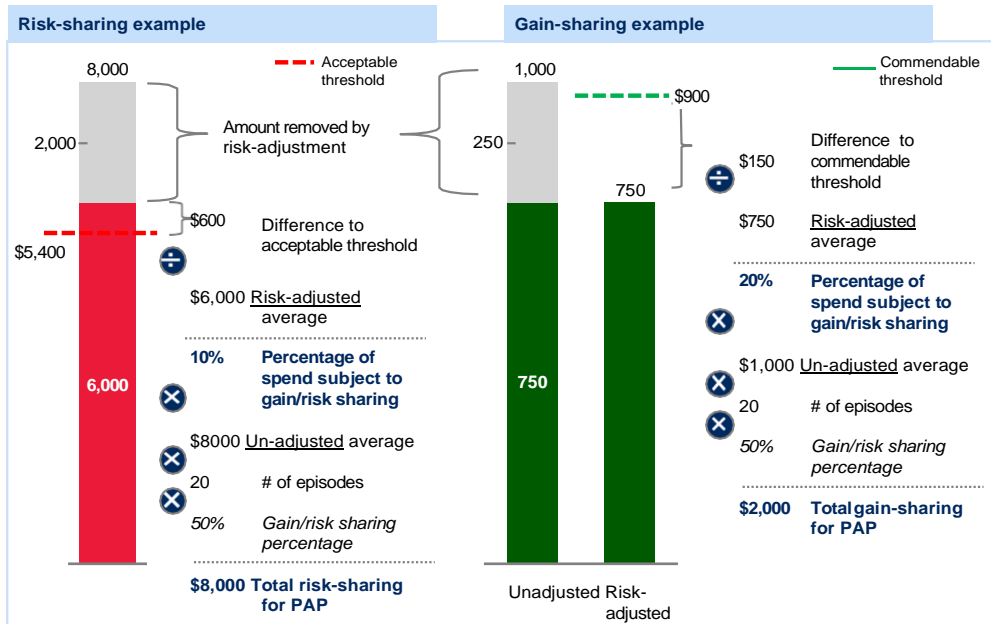 Risk-sharing example
8,000
Acceptable
threshold
2,000
Amount removed by
risk-adjustment
$600
Difference to
acceptable threshold
$5,400
÷
$6,000 Risk-adjusted
average
10% Percentage of
spend subject to
gain/risk sharing
6,000
×
$8000 Un-adjusted average
×
20 # of episodes
×
50% Gain/risk sharing
percentage
$8,000 Total risk-sharing
for PAP
Gain-sharing example
1,000
Commendable
threshold
$900
250
$150 Difference to
commendable
threshold
÷
750
$750 Risk-adjusted
average
20% Percentage of
spend subject to
gain/risk sharing
×
$1,000 Un-adjusted average
750
×
20 # of episodes
×
50% Gain/risk sharing
percentage
$2,000 Totalgain-sharing
for PAP
Unadjusted Risk-
adjusted